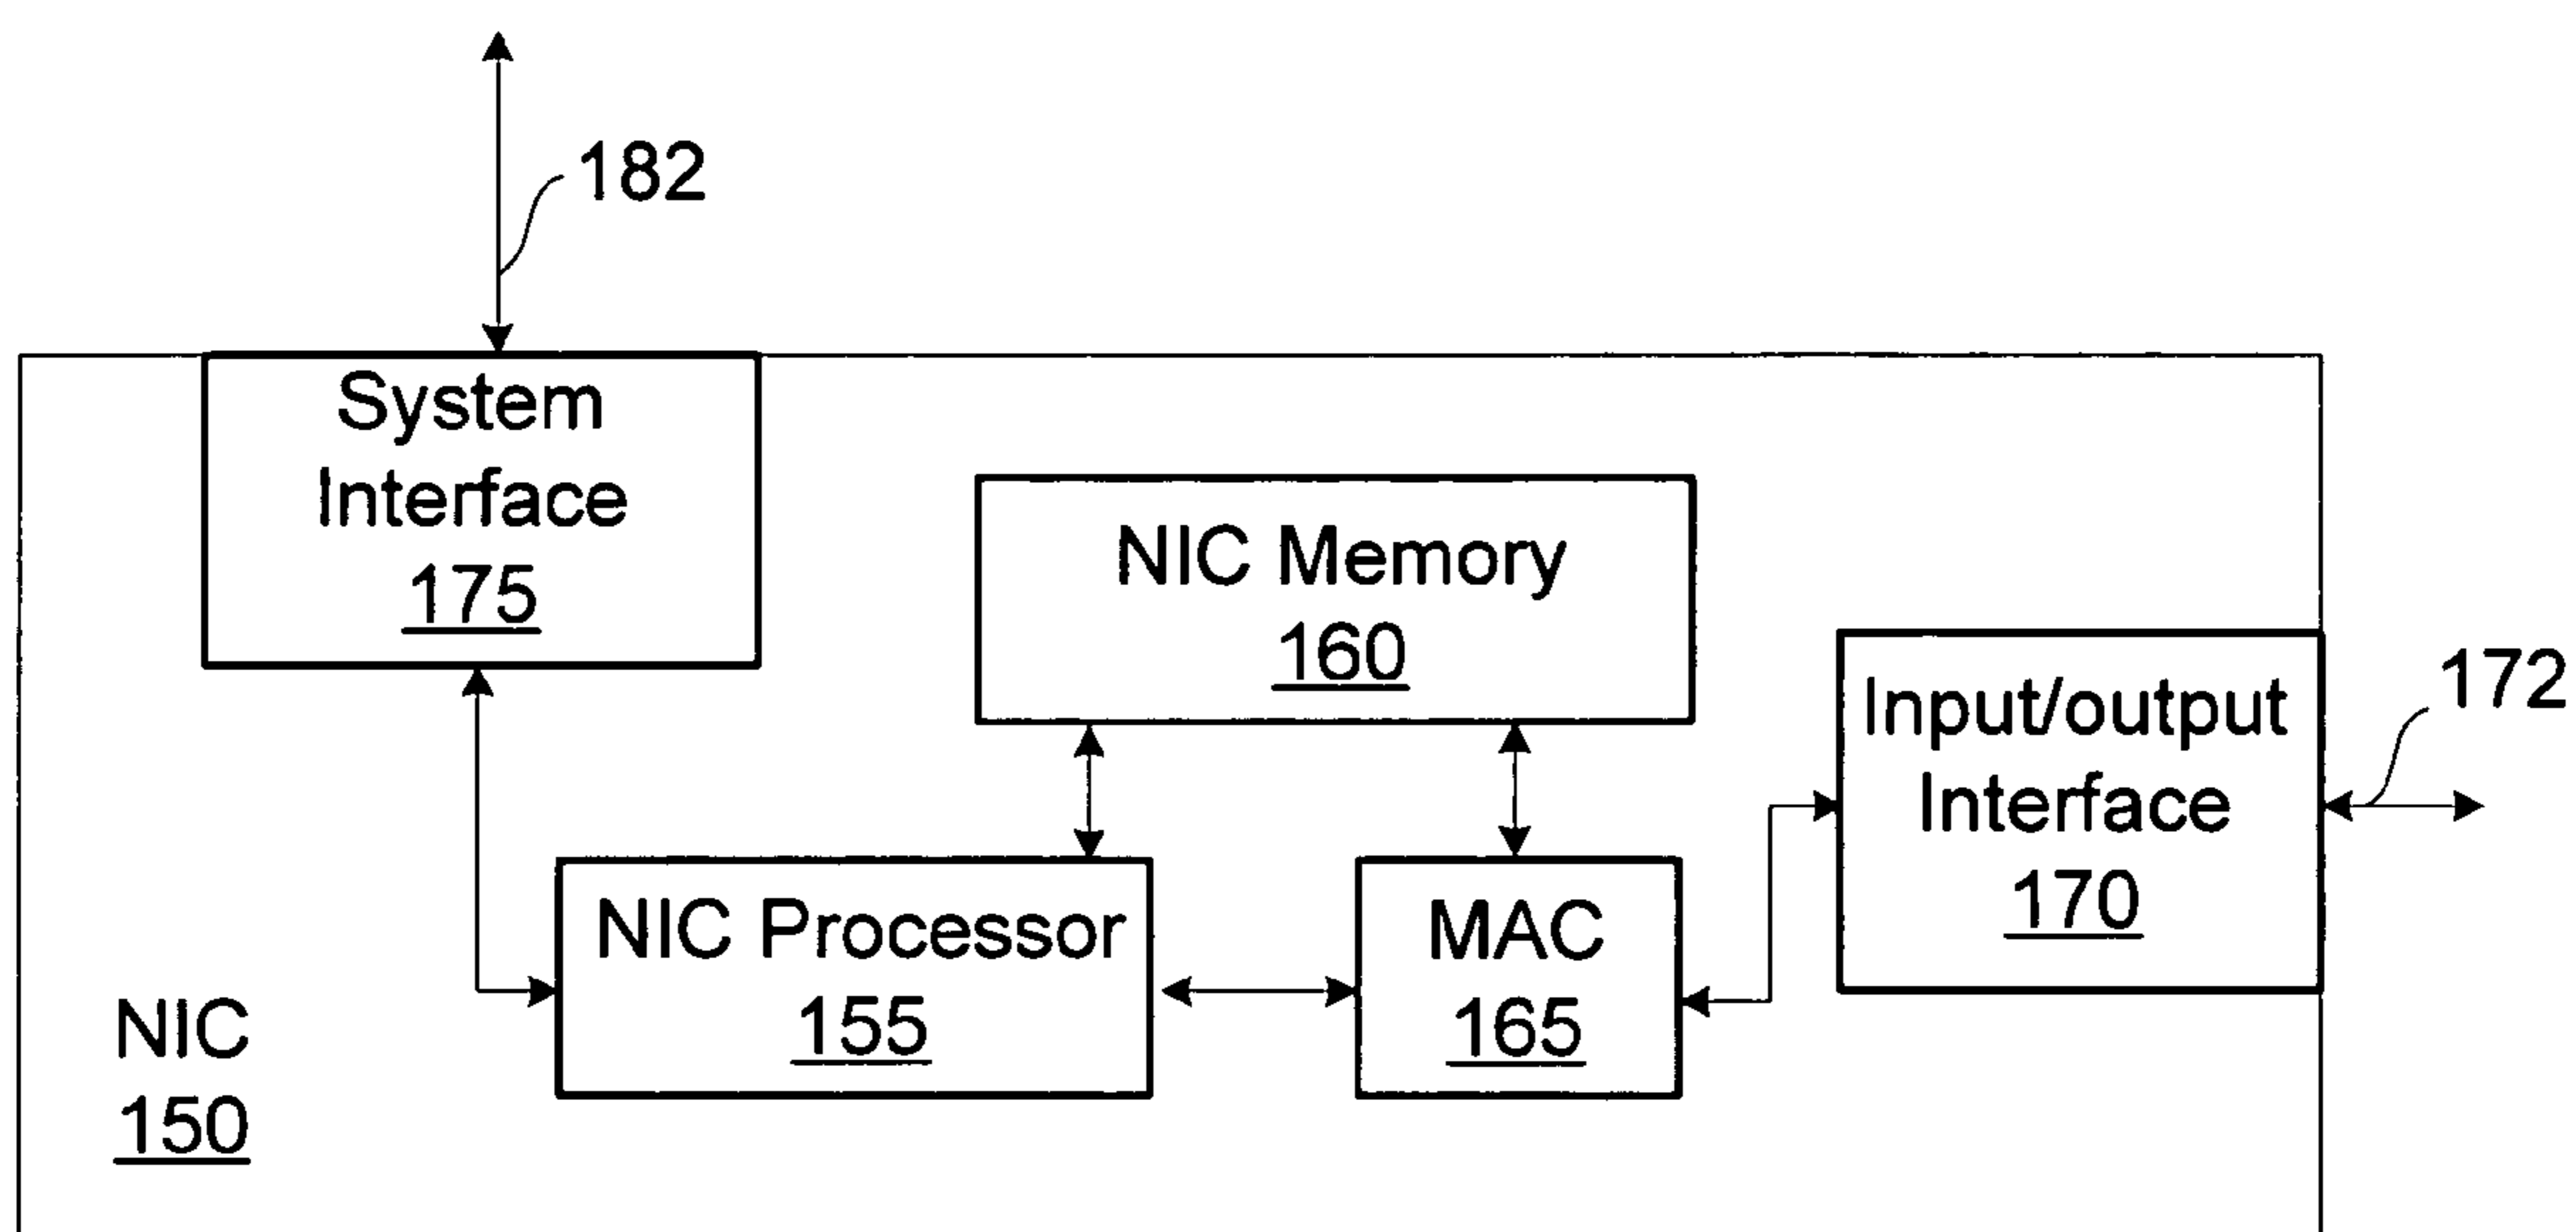 182
System
Interface
175
NIC Memory
160
Input/output
Interface
170
172
NIC Processor
155
MAC
165
NIC
150